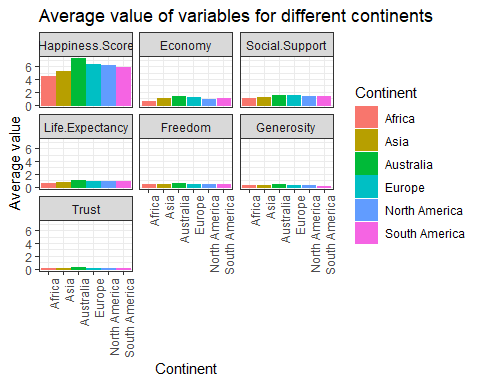 Average value of variables for different continents
Happiness.Score
Economy
Social.Support
6
4
2
0
Life.Expectancy
Freedom
Generosity
6
4
2
0
Trust
6
4
2
0
Africa
Asia
Australia
Europe
North America
South America
Africa
Asia
Australia
Europe
North America
South America
Africa
Asia
Australia
Europe
North America
South America
Average value
Continent
Continent
Africa
Asia
Australia
Europe
North America
South America